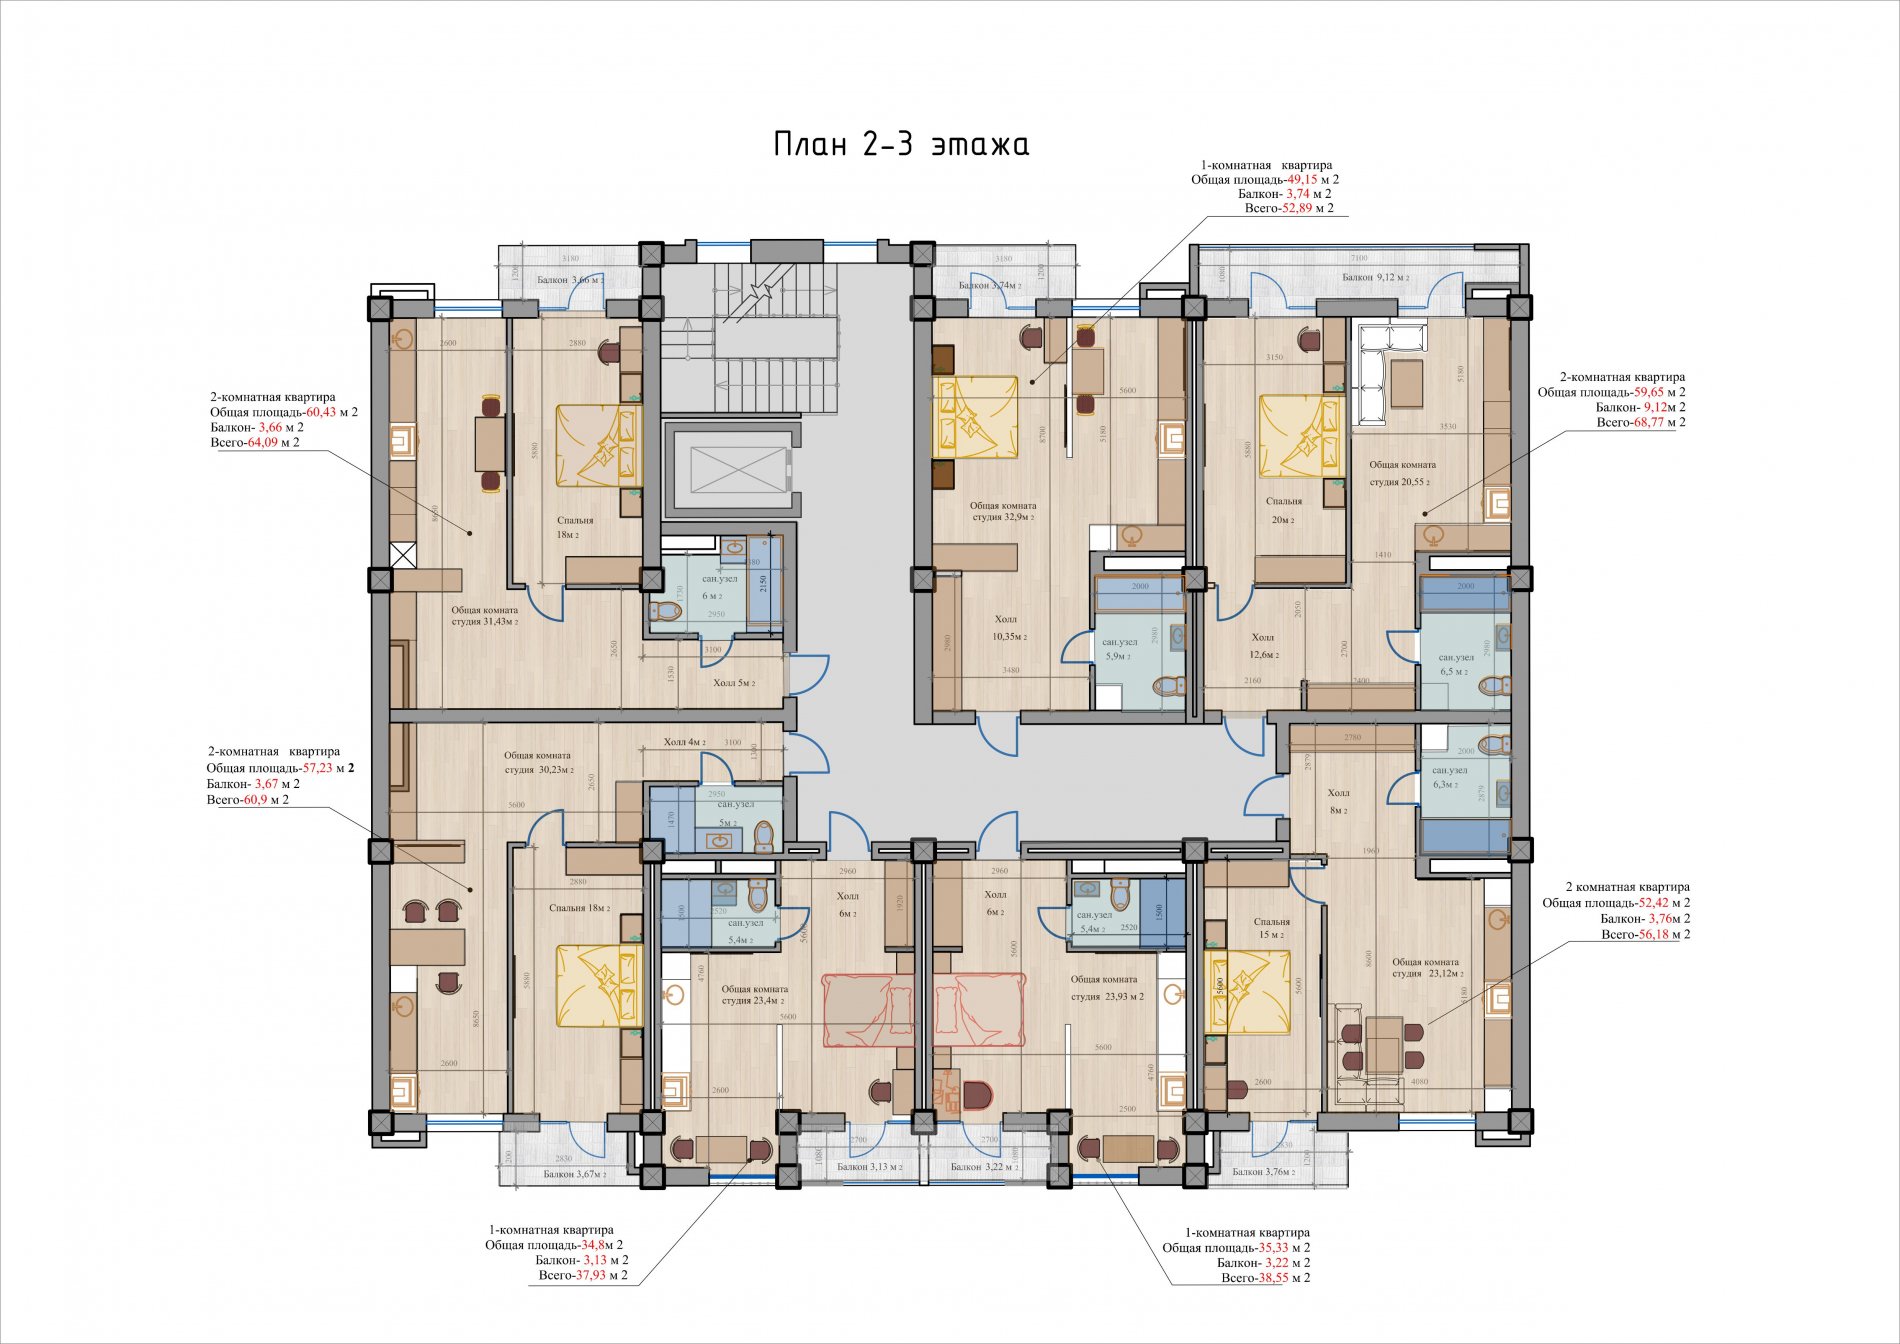 План 2-3 этажа
1-комнатная квартира
Общая площадь-49,15 м 2
Балкон- 3,74 м 2
Всего-52,89 м 2
2-комнатная квартира
Общая площадь-60,43 м 2
Балкон- 3,66 м 2
Всего-64,09 м 2
2-комнатная квартира
Общая площадь-59,65 м 2
Балкон- 9,12м 2
Всего-68,77 м 2
2-комнатная квартира
Общая площадь-57,23 м 2
Балкон- 3,67 м 2
Всего-60,9 м 2
2 комнатная квартира
Общая площадь-52,42 м 2
Балкон- 3,76м 2
Всего-56,18 м 2
1-комнатная квартира
Общая площадь-34,8м 2
Балкон- 3,13 м 2
Всего-37,93 м 2
1-комнатная квартира
Общая площадь-35,33 м 2
Балкон- 3,22 м 2
Всего-38,55 м 2
3180
1200
Балкон 3,66 м 2
2600
2880
5880
8650
Спальня
18м 2
Общая комната
студия 31,43м 2
2650
сан.узел
6 м 2
1730
2950
2150
3100
1530
Холл 5м 2
3180
1200
Балкон 3,74м 2
5600
8700
5180
Общая комната
студия 32,9м 2
Холл
10,35м 2
2980
3480
2000
сан.узел
5,9м 2
2980
7100
1080
Балкон 9,12 м 2
3150
5880
5180
3530
Общая комната
студия 20,55 2
Спальня
20м 2
1410
2050
Холл
12,6м 2
2700
2160
2400
2000
сан.узел
6,5 м 2
2980
Общая комната
студия 30,23м 2
Холл 4м 2
3100
1300
2650
5600
2950
сан.узел
5м 2
1470
2880
Спальня 18м 2
5880
8650
2600
2830
Балкон 3,67м 2
2960
Холл
6м 2
1920
1500
2520
сан.узел
5,4м 2
5600
4760
Общая комната
студия 23,4м 2
5600
2600
2700
1080
Балкон 3,13 м 2
2960
Холл
6м 2
сан.узел
5,4м 2
1500
2520
5600
Общая комната
студия 23,93 м 2
5600
4760
2500
2700
1080
Балкон 3,22 м 2
2780
2879
Холл
8м 2
2000
сан.узел
6,3м 2
2879
1960
Спальня
15 м 2
5600
5600
8600
Общая комната
студия 23,12м 2
5180
2600
4080
2830
1200
Балкон 3,76м 2